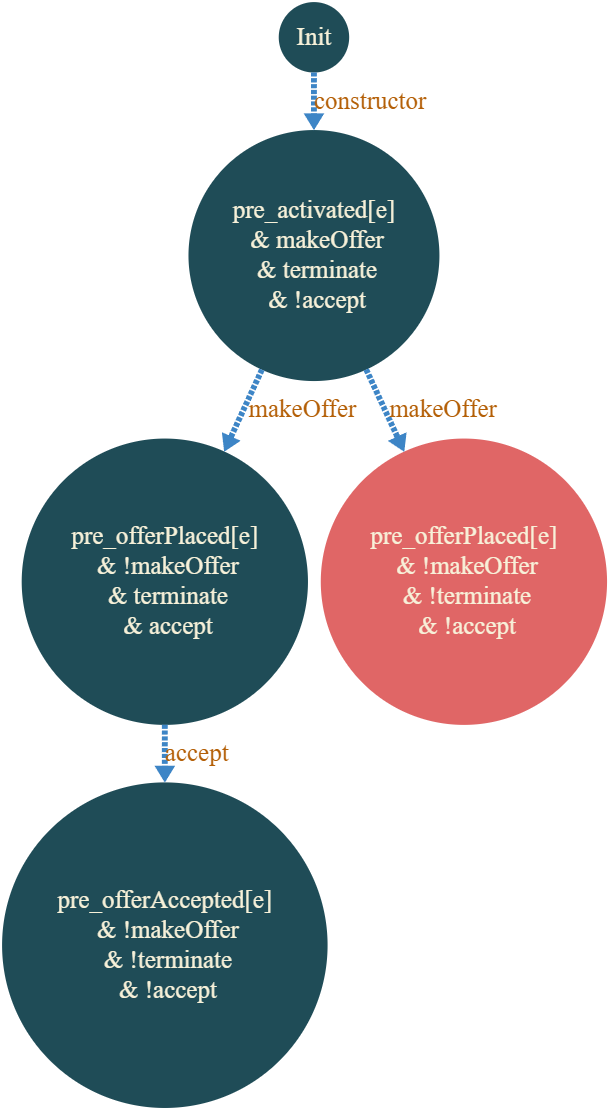 Init
constructor
pre_activated[e]
& makeOffer
& terminate
& !accept
makeOffer
makeOffer
pre_offerPlaced[e]
& !makeOffer
& terminate
& accept
pre_offerPlaced[e]
& !makeOffer
& !terminate
& !accept
accept
pre_offerAccepted[e]
& !makeOffer
& !terminate
& !accept